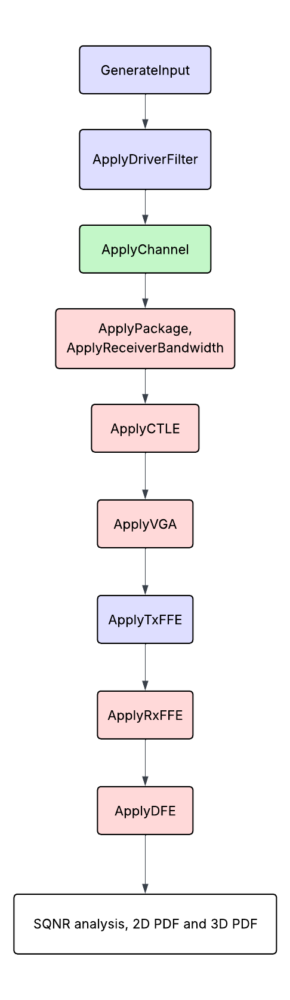 GenerateInput
ApplyDriverFilter
ApplyChannel
ApplyPackage,
ApplyReceiverBandwidth
ApplyCTLE
ApplyVGA
ApplyTxFFE
ApplyRxFFE
ApplyDFE
SQNR analysis, 2D PDF and 3D PDF